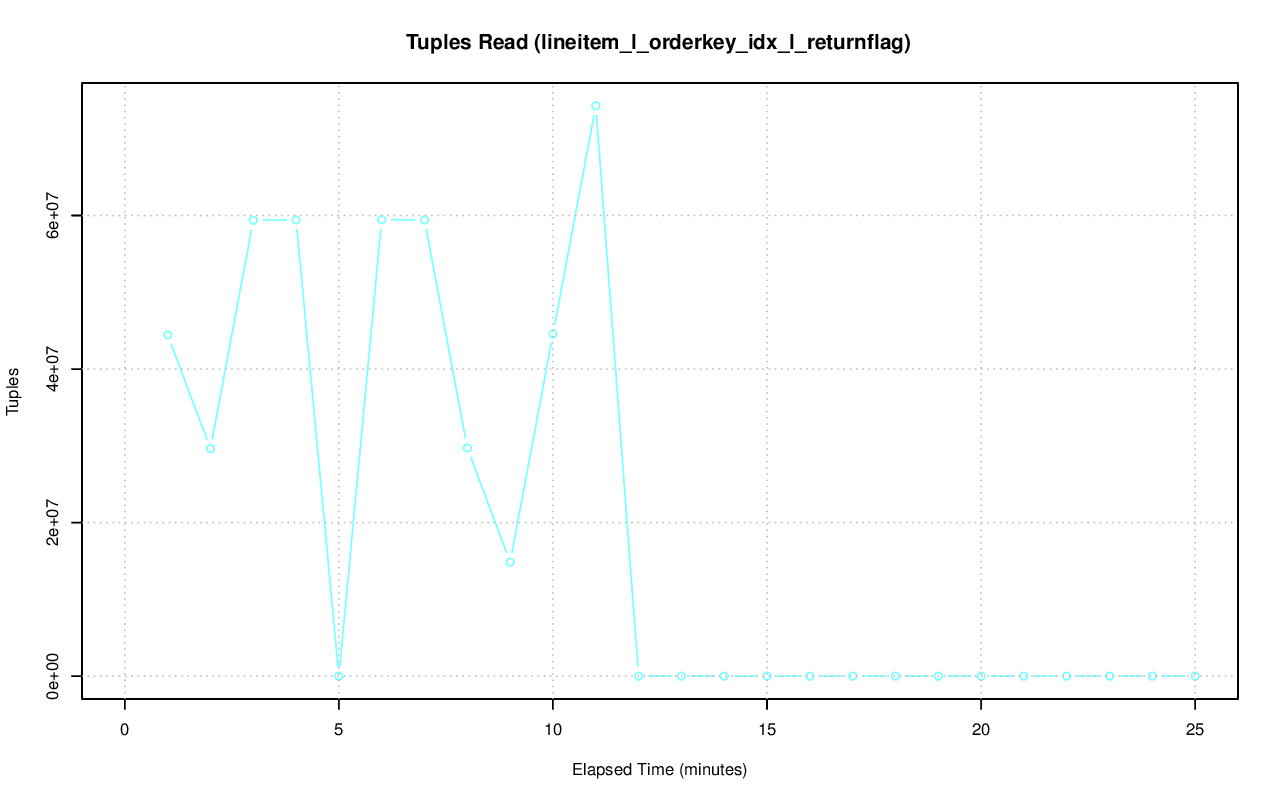 Tuples Read (lineitem_l_orderkey_idx_l_returnflag)
Tuples
6e+07
4e+07
2e+07
0e+00
0 5 10 15 20 25
Elapsed Time (minutes)